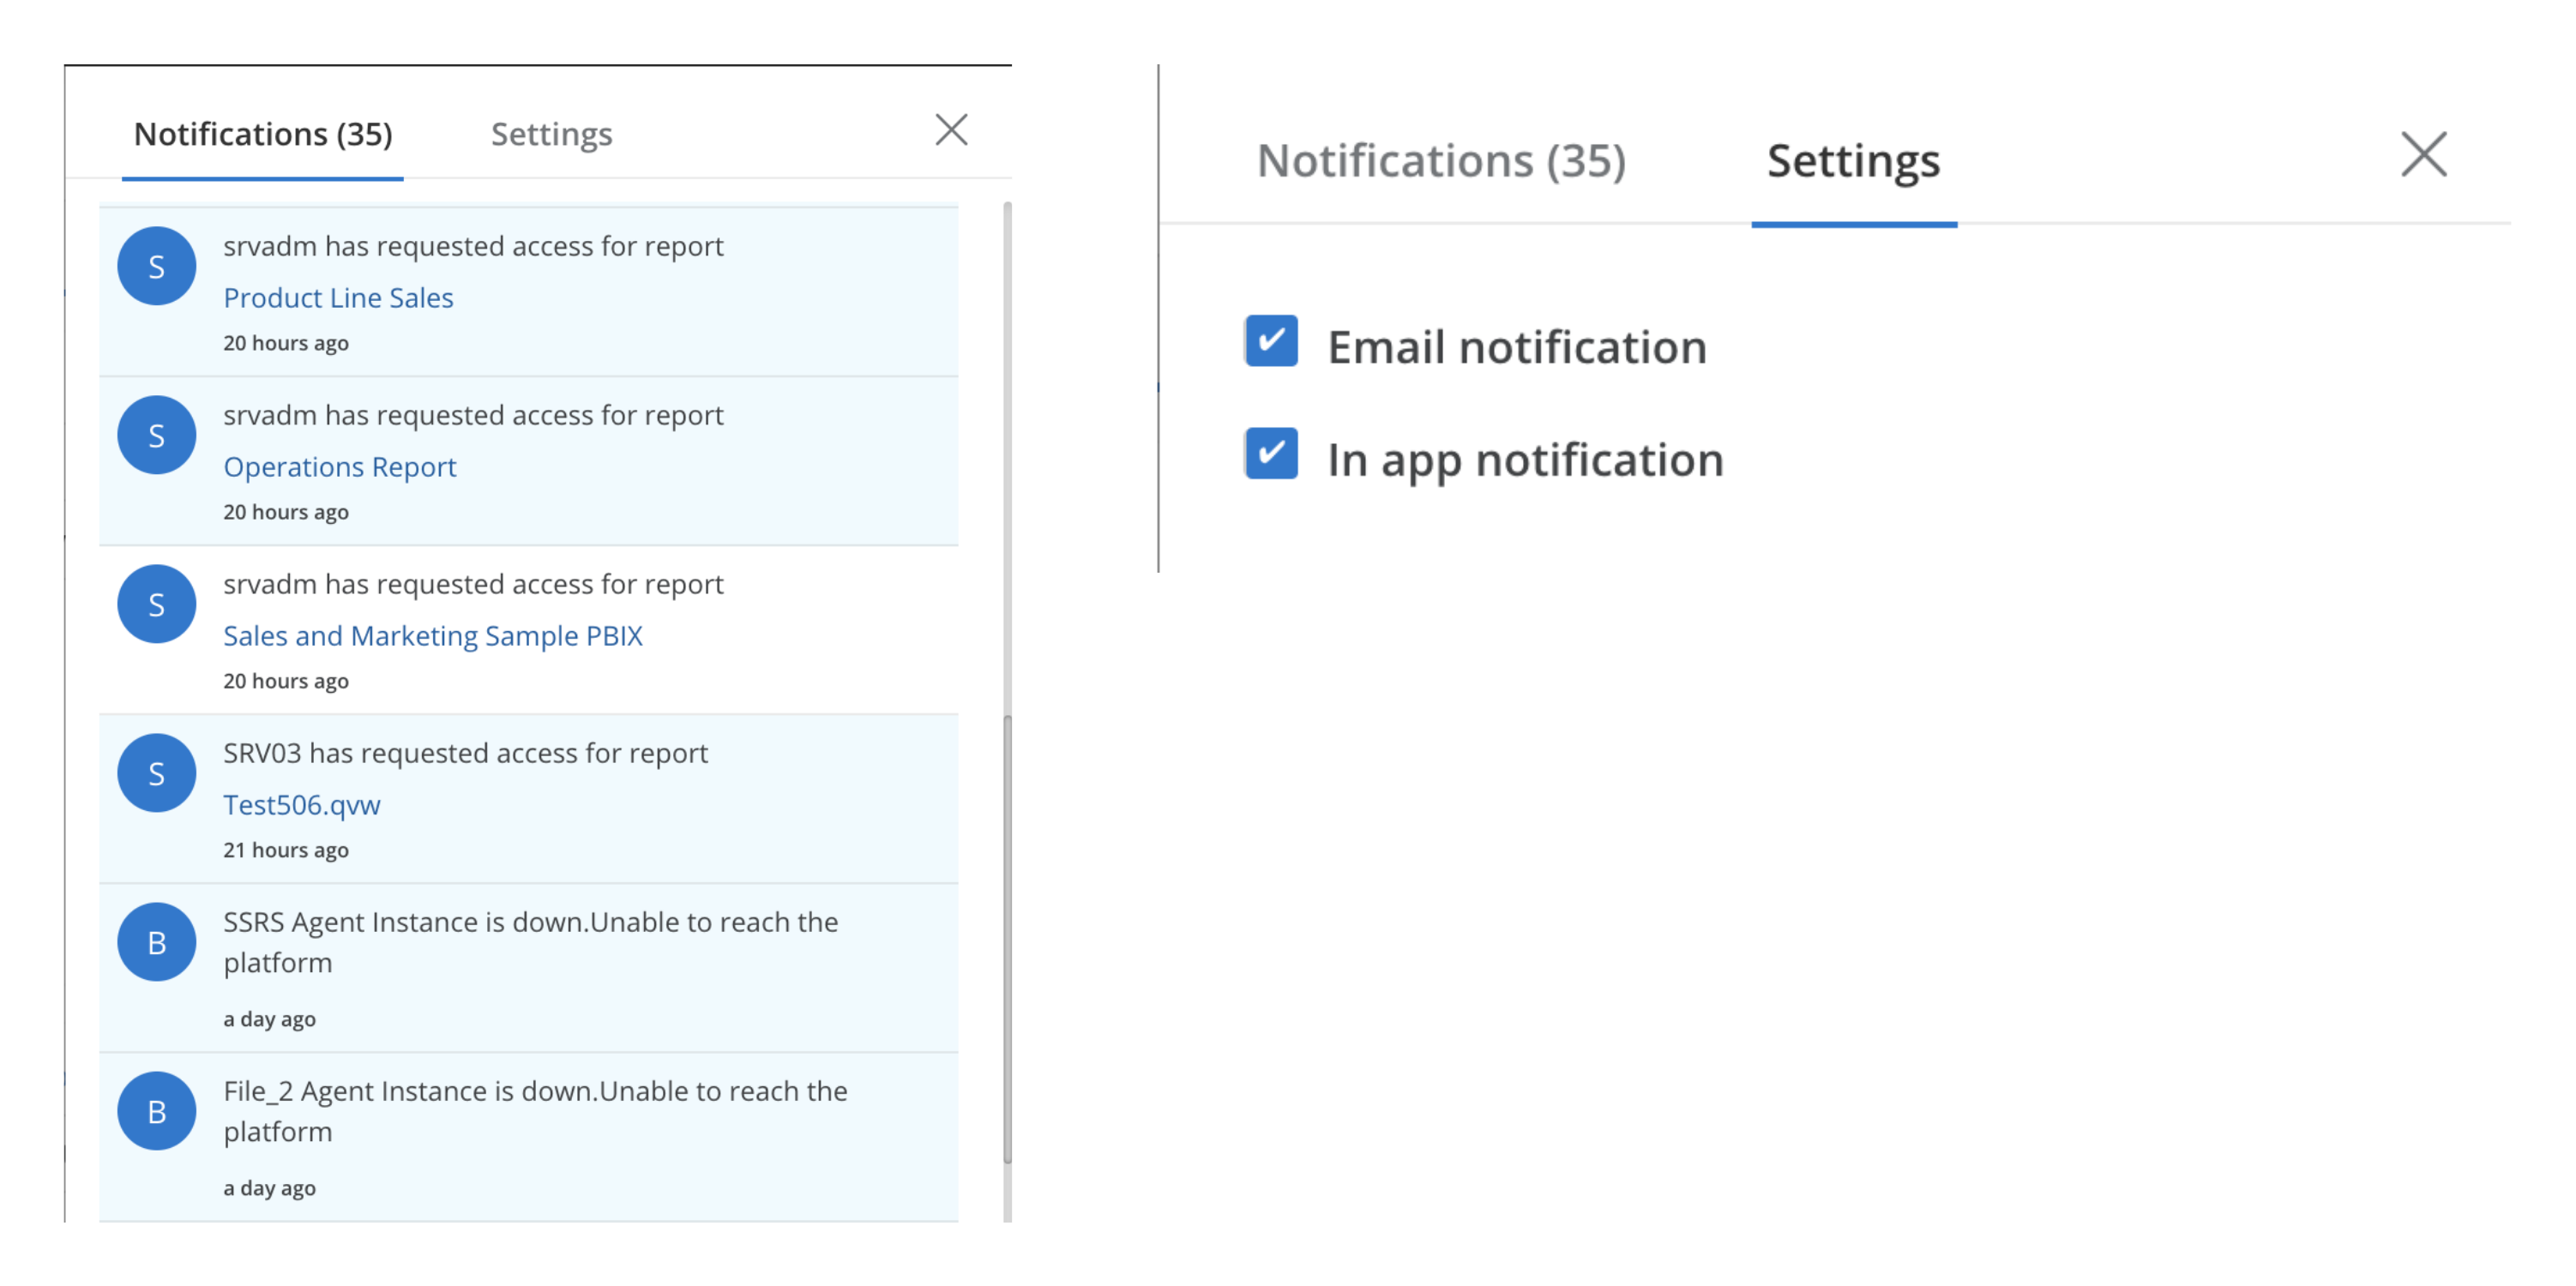 Notifications (35) Settings
S
srvadm has requested access for report
Product Line Sales
20 hours ago
S
srvadm has requested access for report
Operations Report
20 hours ago
S
srvadm has requested access for report
Sales and Marketing Sample PBIX
20 hours ago
S
SRV03 has requested access for report
Test506.qvw
21 hours ago
B
SSRS Agent Instance is down.Unable to reach the
platform
a day ago
B
File_2 Agent Instance is down.Unable to reach the
platform
a day ago
Notifications (35) Settings
Email notification
In app notification